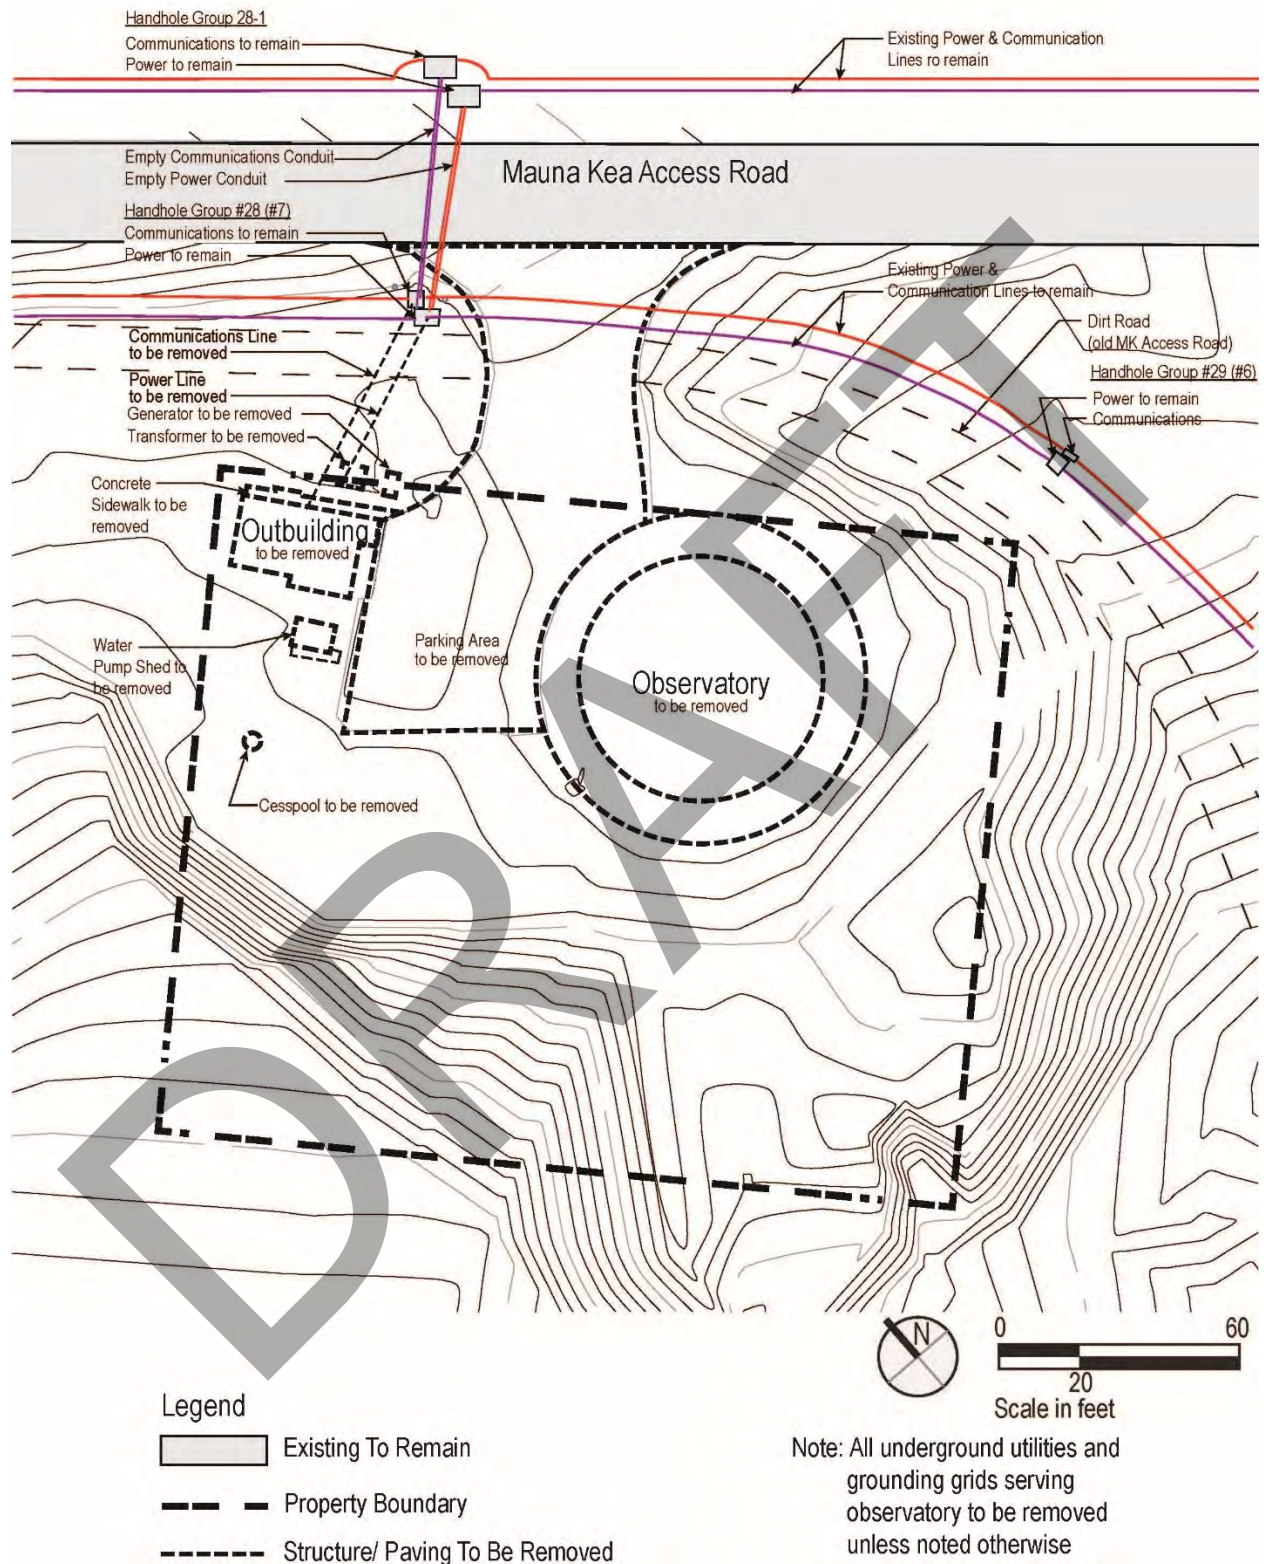 Handhole Group 28-1
Communications to remain
Power to remain
Existing Power & Communication
Lines ro remain
Empty Communications Conduit
Empty Power Conduit
Mauna Kea Access Road
Handhole Group #28 (#7)
Communications to remain
Power to remain
Existing Power &
Communication Lines to remain
Dirt Road
(old MK Access Road)
Handhole Group #29 (#6)
Power to remain
Communications
Communications Line
to be removed
Power Line
to be removed
Generator to be removed
Transformer to be removed
Concrete
Sidewalk to be
removed
Outbuilding
to be removed
Water
Pump Shed to
be removed
Parking Area
to be removed
Observatory
to be removed
Cesspool to be removed
DRAFT
N
0 60
20
Scale in feet
Legend
Existing To Remain
Property Boundary
Structure/ Paving To Be Removed
Note: All underground utilities and
grounding grids serving
observatory to be removed
unless noted otherwise